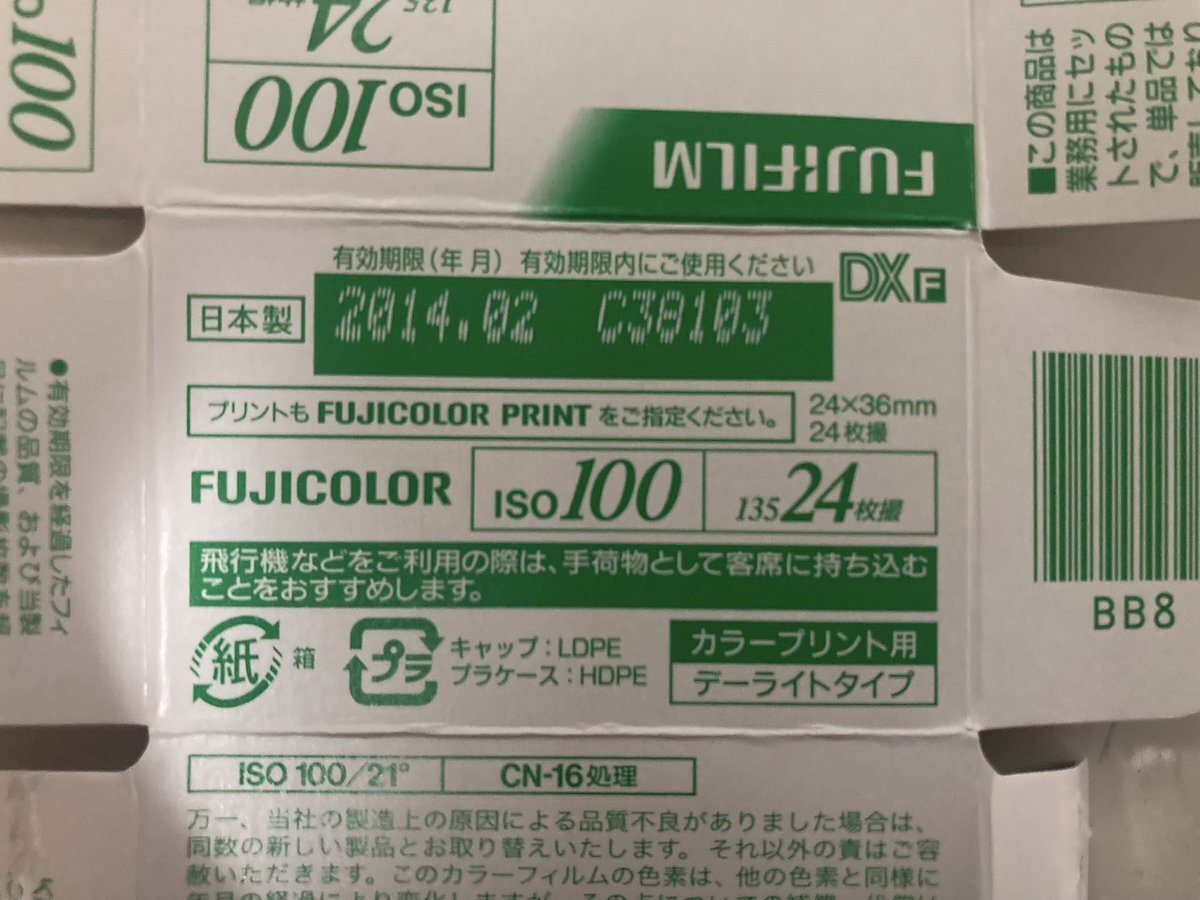 100
135 24
ISO 100
FUJIFILM
■この商品は
業務用にセッ
トされたもの
で、単品では
有効期限(年 月) 有効期限内にご使用ください
DX F
日本製
2014.02 C38103
プリントも FUJICOLOR PRINT をご指定ください。
24×36mm
24枚撮
FUJICOLOR
ISO 100
135 24枚撮
飛行機などをご利用の際は、手荷物として客席に持ち込む
ことをおすすめします。
紙
箱
プラ
キャップ:LDPE
プラケース:HDPE
カラープリント用
デーライトタイプ
●有効期限を経過したフィ
ルムの品質、および当製
BB8
ISO 100/21°
CN-16処理
万一、当社の製造上の原因による品質不良がありました場合は、
同数の新しい製品とお取り替えいたします。それ以外の責はご容
赦いただきます。このカラーフィルムの色素は、他の色素と同様に